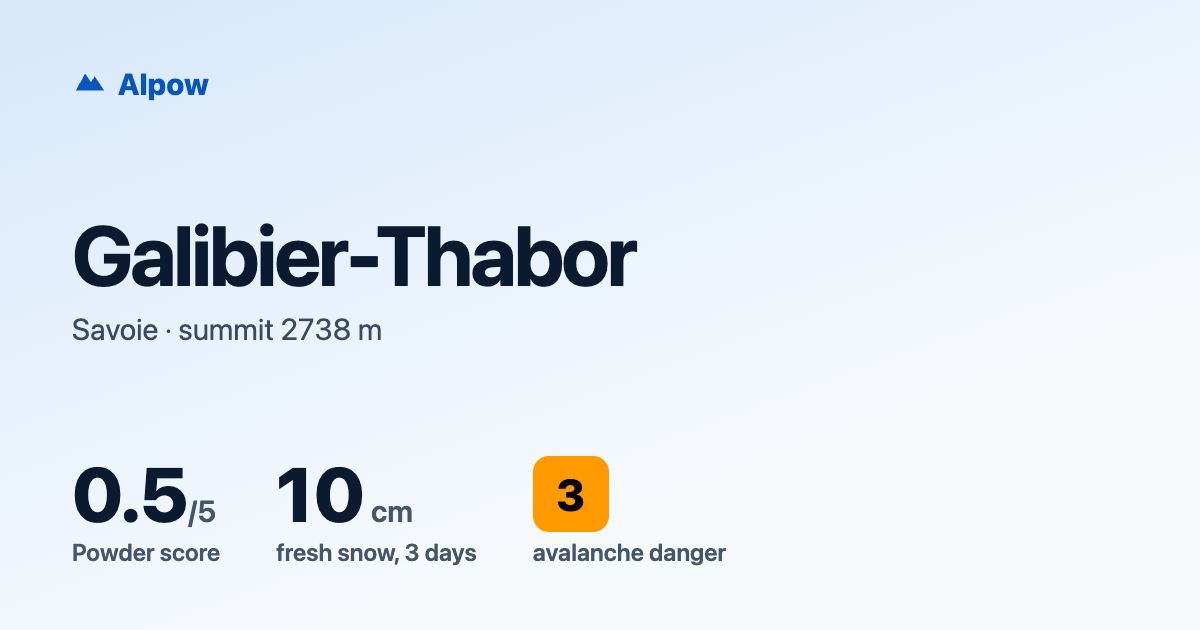 Alpow
Galibier-Thabor
Savoie · summit 2738 m
0.5/5 10 cm 3
Powder score fresh snow, 3 days avalanche danger